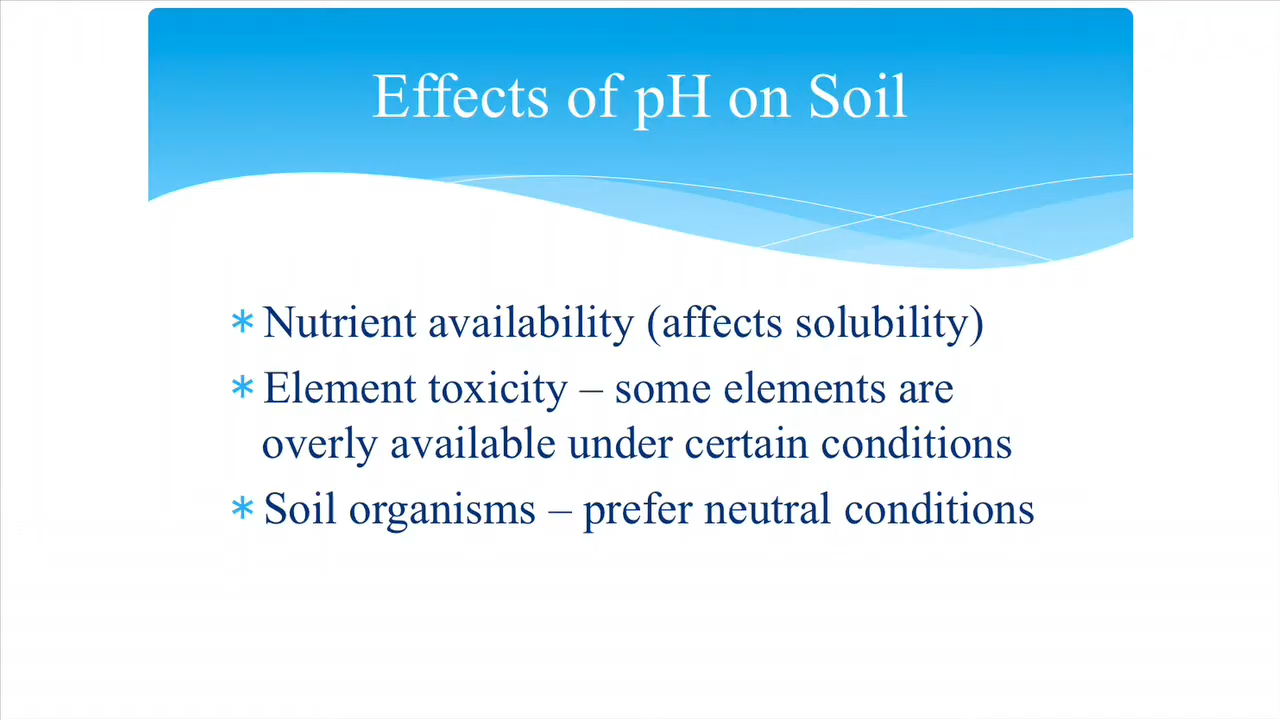 Effects of pH on Soil
* Nutrient availability (affects solubility)
* Element toxicity – some elements are
overly available under certain conditions
* Soil organisms – prefer neutral conditions